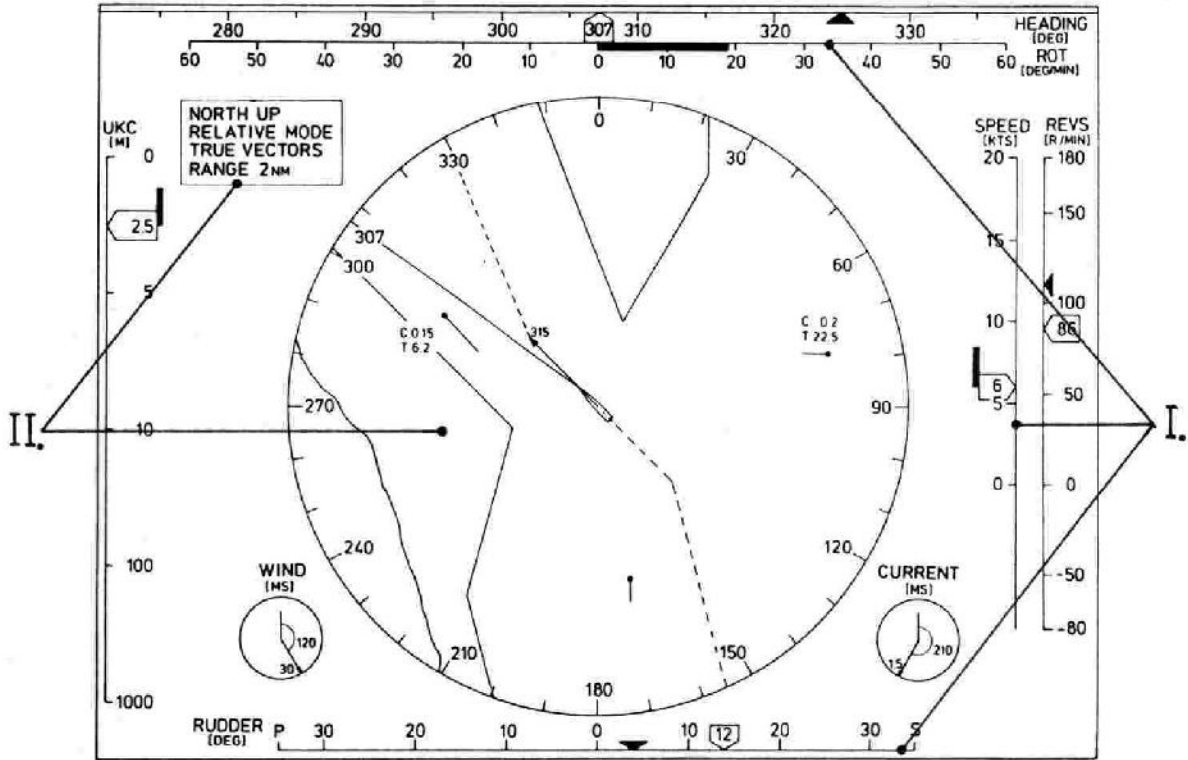 280 290 300 307 310 320 330 HEADING
[DEG]
60 50 40 30 20 10 0 10 20 30 40 50 60 ROT
[DEG/MIN]
NORTH UP
RELATIVE MODE
TRUE VECTORS
RANGE 2NM
UKC
[M]
0
2.5
5
10
100
1000
SPEED
[KTS]
20
15
10
6
5
0
REVS
[R/MIN]
180
150
100
86
50
0
-50
-80
0
30
60
90
120
150
180
210
240
270
300
307
330
315
C 0.15
T 6.2
C 0.2
T 22.5
II.
I.
WIND
[MS]
120
30
CURRENT
[MS]
15 210
RUDDER
[DEG]
P 30 20 10 0 10 12 20 30 S